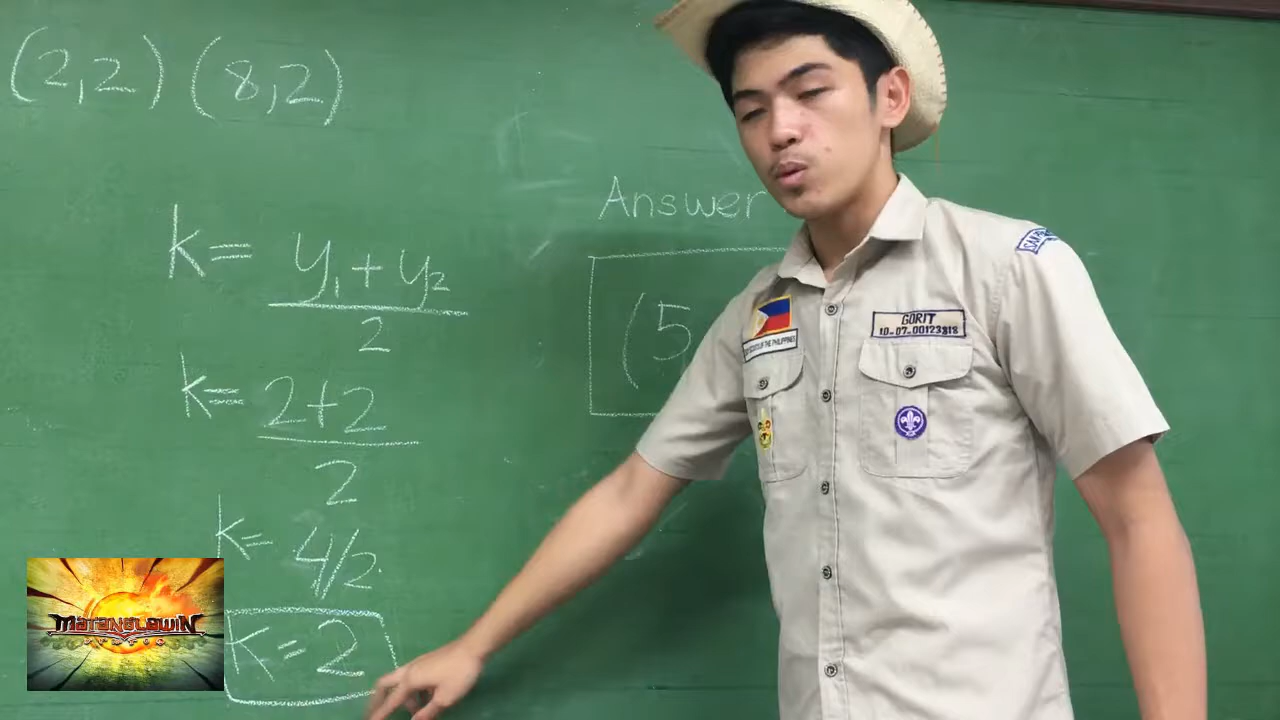 (2,2) (8,2)
k= y₁+y₂
2
k= 2+2
2
k= 4/2
k=2
Answer
(5
GORIT
10-07-00123818
MATANGLAWIN